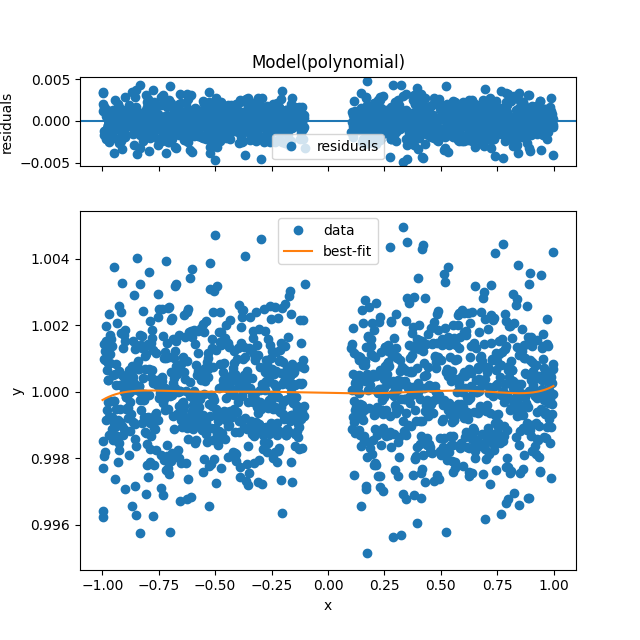 Model(polynomial)
0.005
0.000
−0.005
residuals
residuals
data
best-fit
1.004
1.002
1.000
0.998
0.996
y
−1.00 −0.75 −0.50 −0.25 0.00 0.25 0.50 0.75 1.00
x